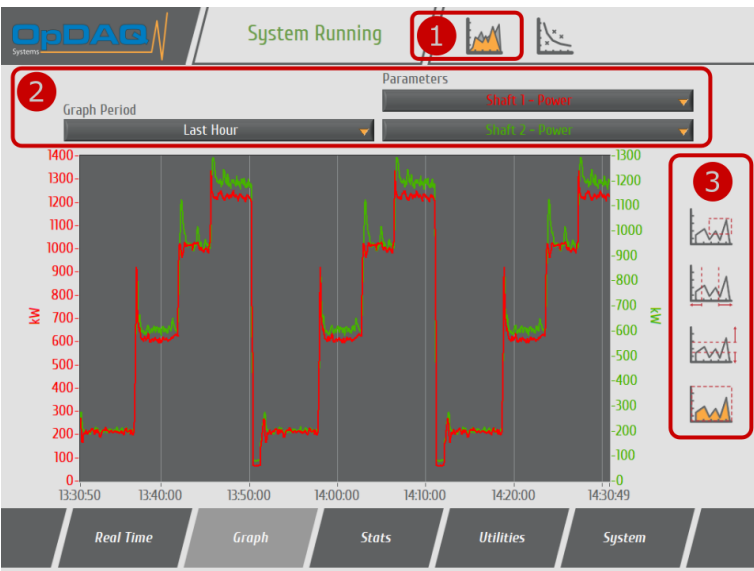 OpDAQ
Systems
System Running
1
2
Parameters
Shaft 1 - Power
Graph Period
Last Hour
Shaft 2 - Power
3
1400
1300
1200
1100
1000
900
800
700
600
500
400
300
200
100
0
kW
1300
1200
1100
1000
900
800
700
600
500
400
300
200
100
0
kW
13:30:50 13:40:00 13:50:00 14:00:00 14:10:00 14:20:00 14:30:49
Real Time Graph Stats Utilities System